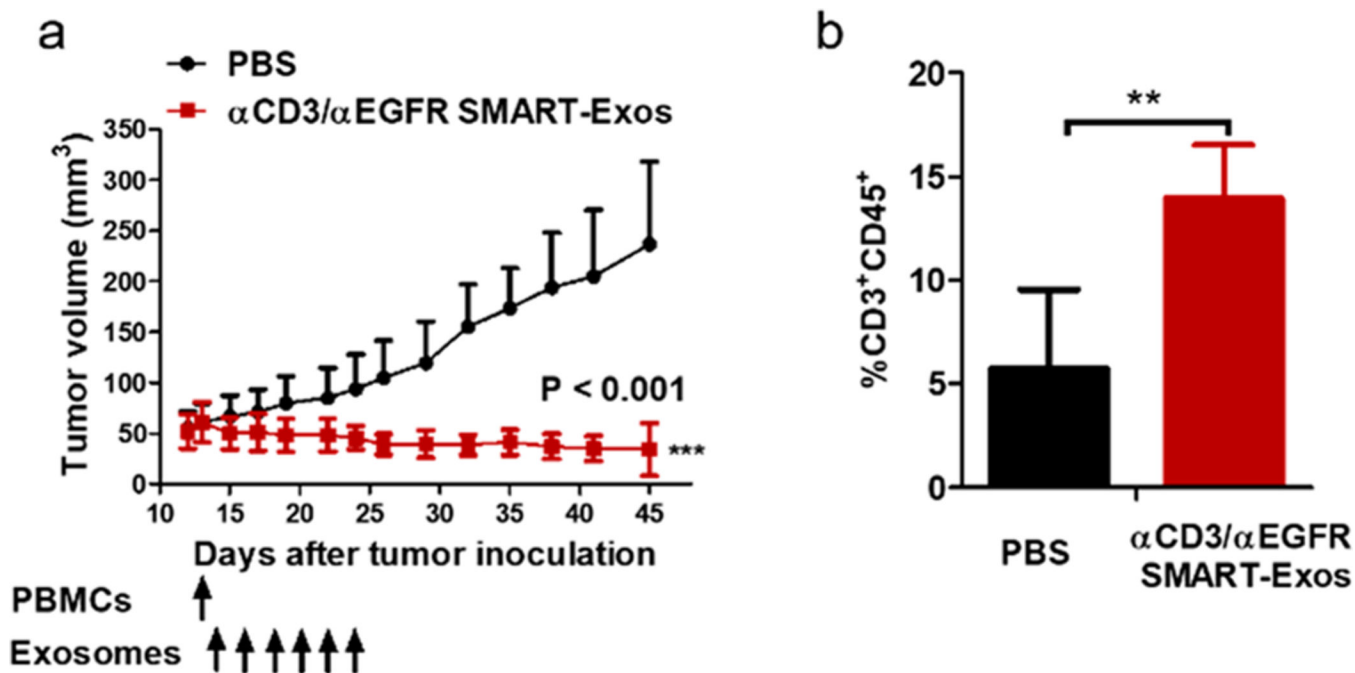 a
PBS
αCD3/αEGFR SMART-Exos
350
300
250
200
150
100
50
0
Tumor volume (mm³)
P < 0.001
***
10 15 20 25 30 35 40 45
Days after tumor inoculation
PBMCs
Exosomes
b
20
15
10
5
0
%CD3⁺CD45⁺
**
PBS
αCD3/αEGFR
SMART-Exos